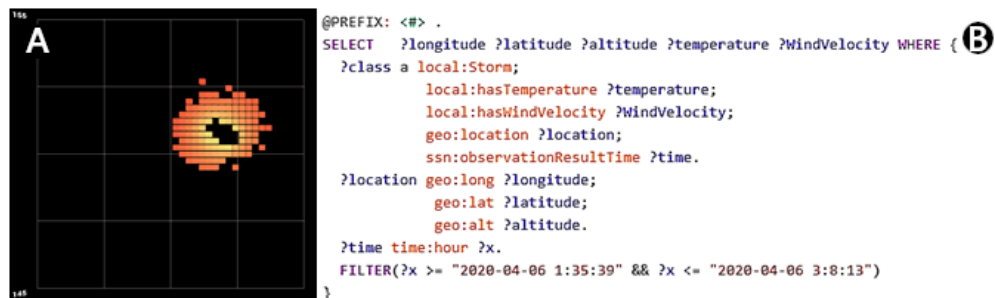 155
A
145
@PREFIX: <#> .
SELECT ?longitude ?latitude ?altitude ?temperature ?WindVelocity WHERE {
B
?class a local:Storm;
local:hasTemperature ?temperature;
local:hasWindVelocity ?WindVelocity;
geo:location ?location;
ssn:observationResultTime ?time.
?location geo:long ?longitude;
geo:lat ?latitude;
geo:alt ?altitude.
?time time:hour ?x.
FILTER(?x >= "2020-04-06 1:35:39" && ?x <= "2020-04-06 3:8:13")
}